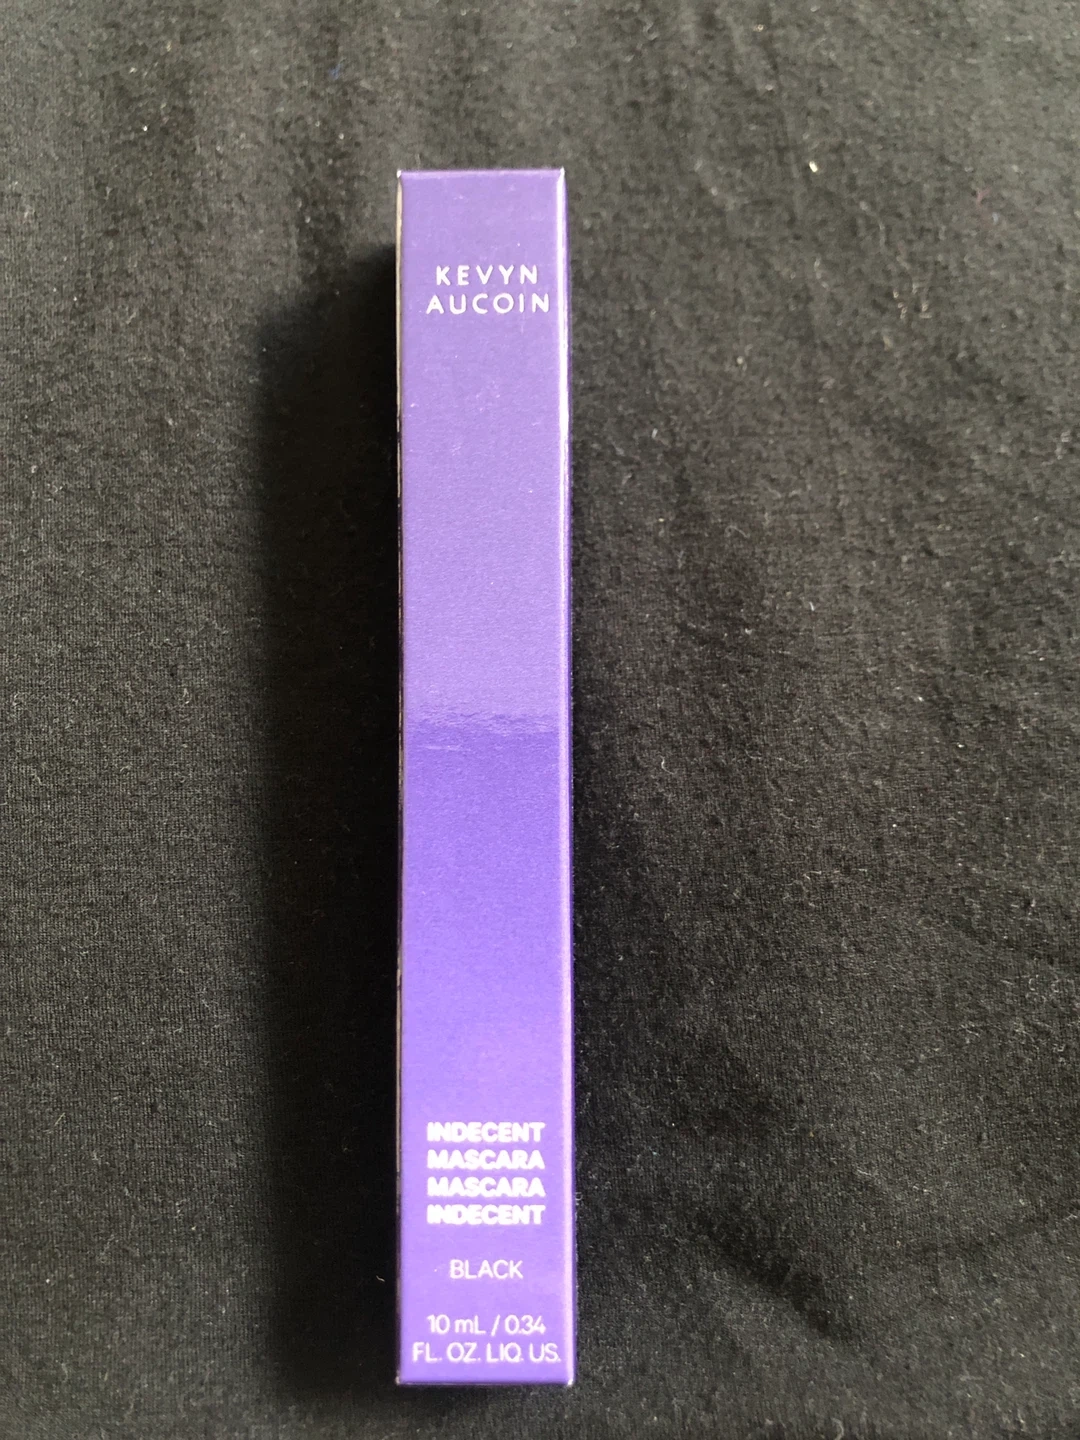 KEVYN
AUCOIN
INDECENT
MASCARA
MASCARA
INDECENT
BLACK
10 mL / 0.34
FL. OZ. LIQ. US.